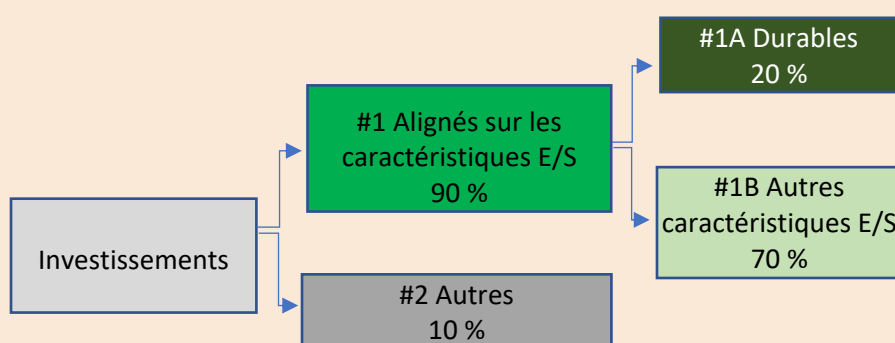 Investissements
#1 Alignés sur les
caractéristiques E/S
90 %
#2 Autres
10 %
#1A Durables
20 %
#1B Autres
caractéristiques E/S
70 %